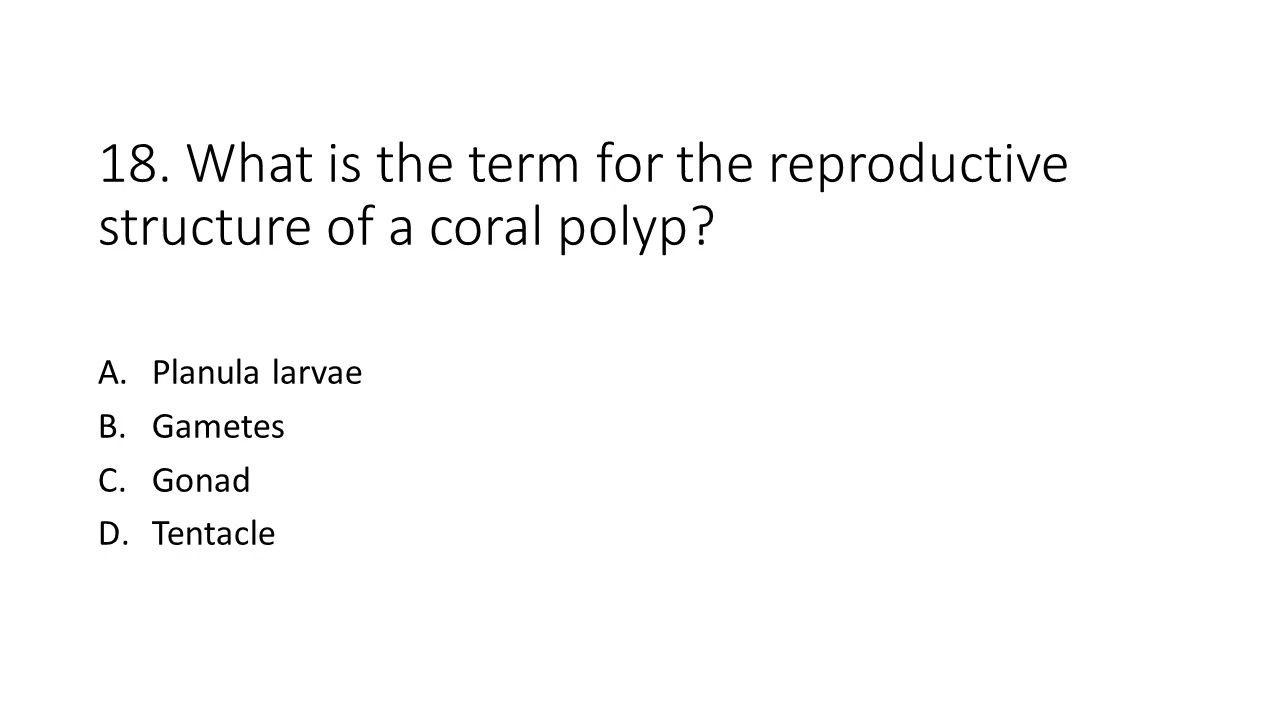 18. What is the term for the reproductive
structure of a coral polyp?
A. Planula larvae
B. Gametes
C. Gonad
D. Tentacle